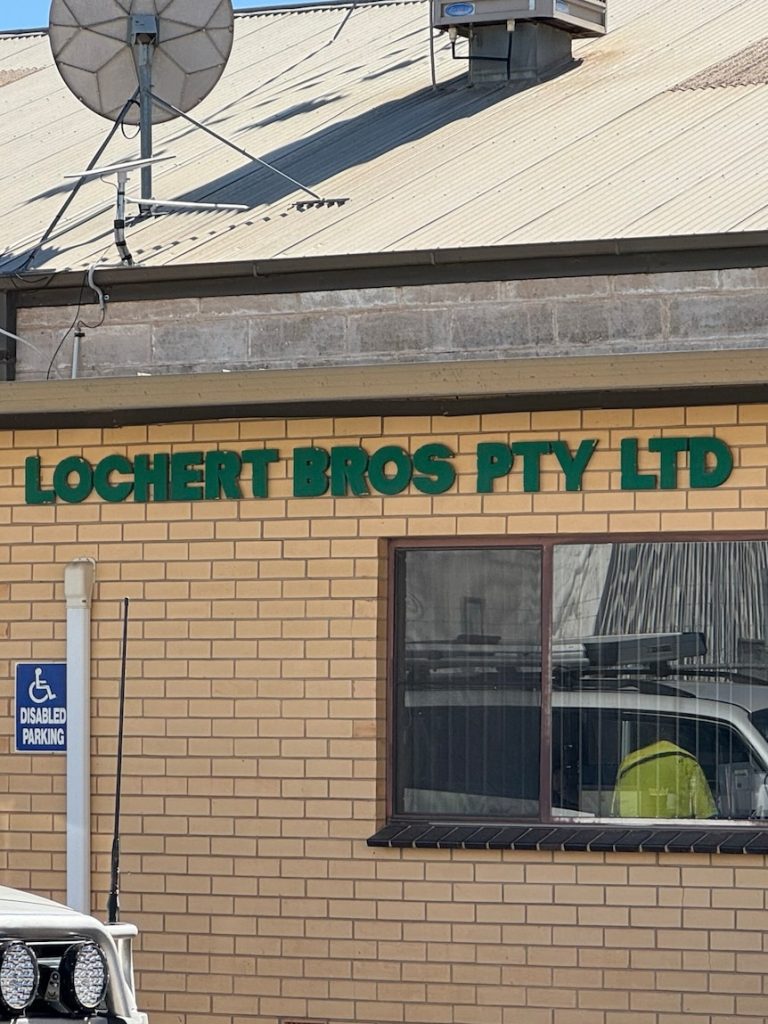 LOCHERT BROS PTY LTD
DISABLED
PARKING